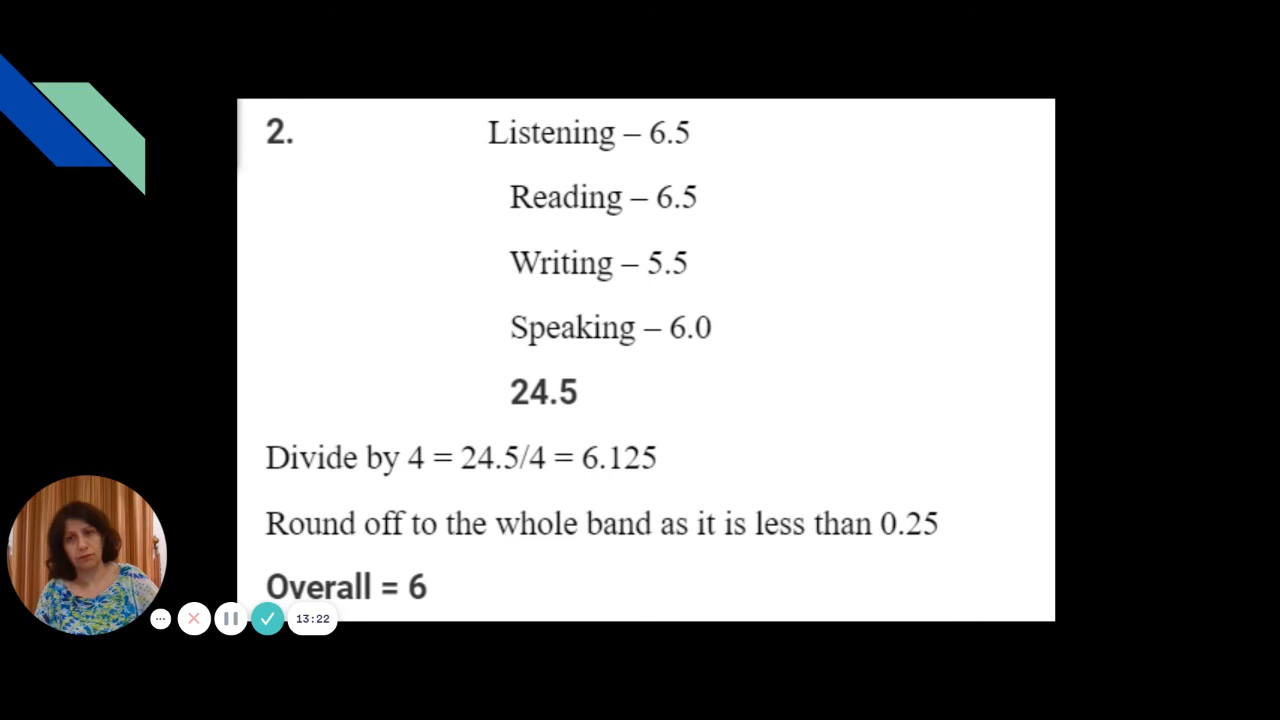 2. Listening – 6.5
Reading – 6.5
Writing – 5.5
Speaking – 6.0
24.5
Divide by 4 = 24.5/4 = 6.125
Round off to the whole band as it is less than 0.25
Overall = 6
13:22